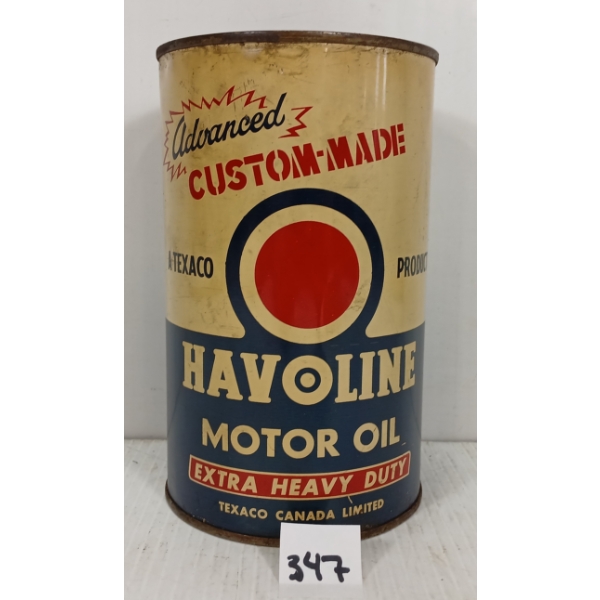 Advanced
CUSTOM-MADE
A TEXACO PRODUCT
HAVOLINE
MOTOR OIL
EXTRA HEAVY DUTY
TEXACO CANADA LIMITED
347